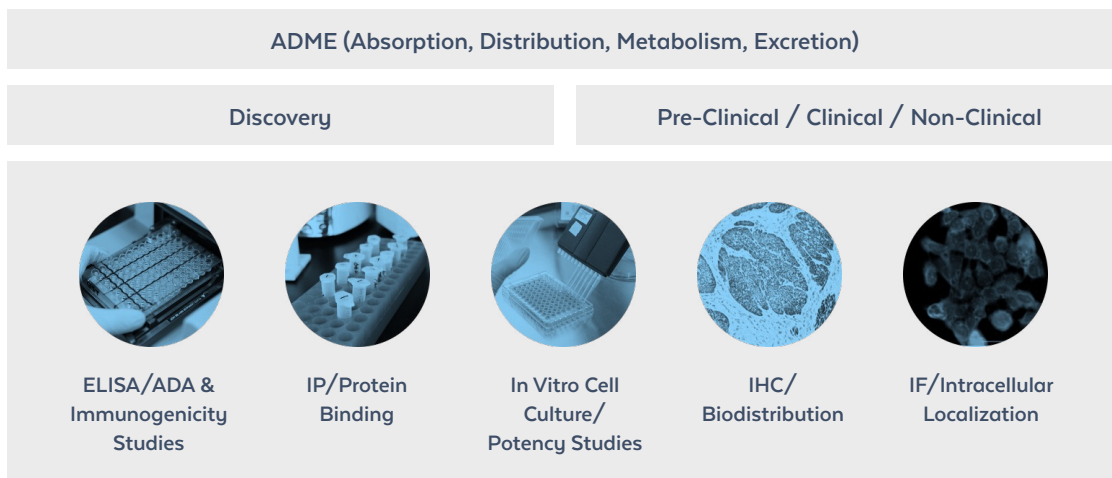 ADME (Absorption, Distribution, Metabolism, Excretion)
Discovery
Pre-Clinical / Clinical / Non-Clinical
ELISA/ADA &
Immunogenicity
Studies
IP/Protein
Binding
In Vitro Cell
Culture/
Potency Studies
IHC/
Biodistribution
IF/Intracellular
Localization